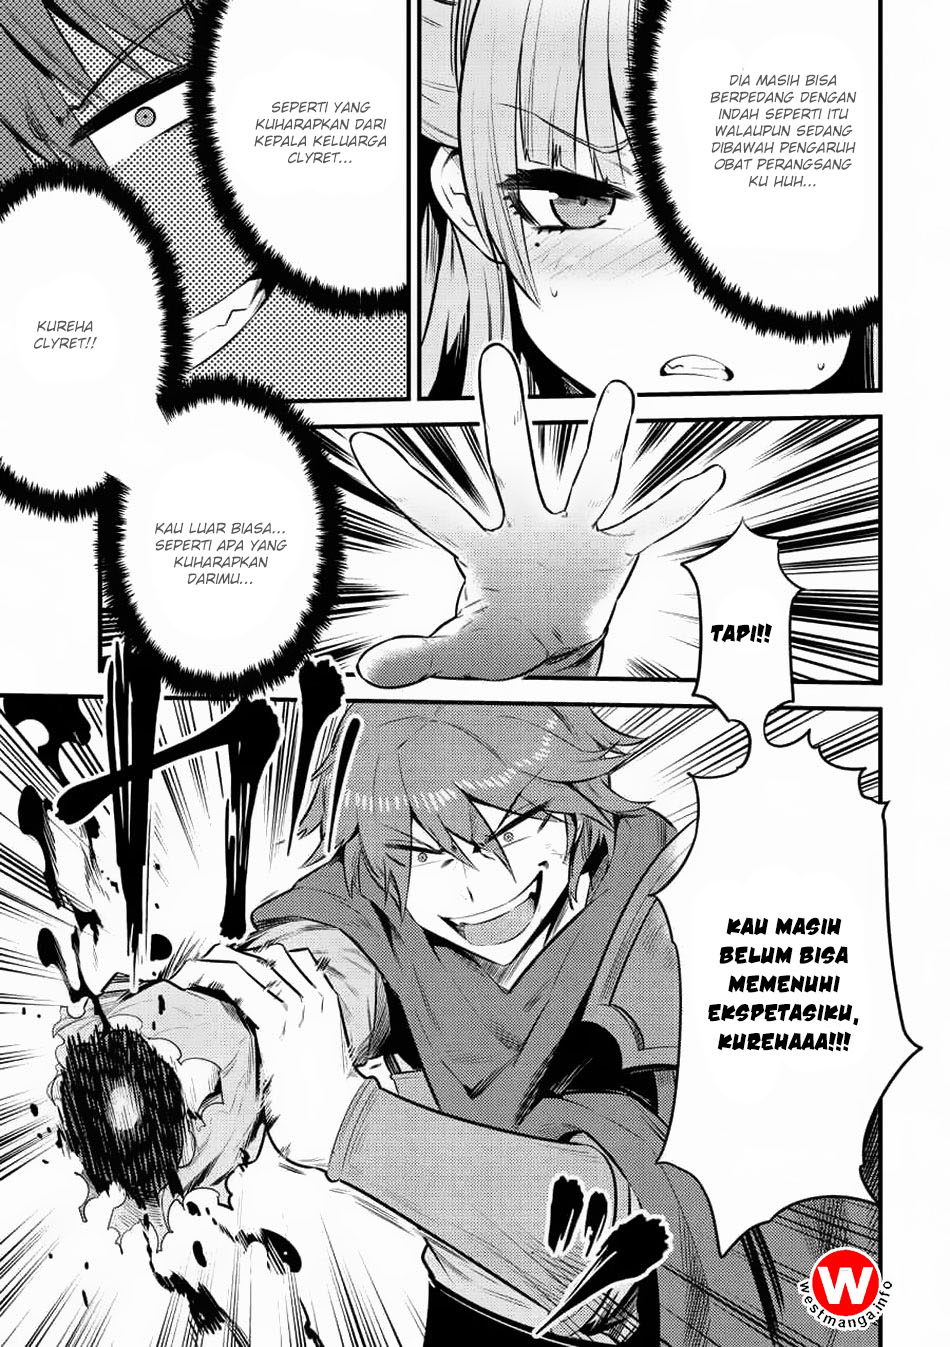 DIA MASIH BISA
BERPEDANG DENGAN
INDAH SEPERTI ITU
WALAUPUN SEDANG
DIBAWAH PENGARUH
OBAT PERANGSANG
KU HUH...
SEPERTI YANG
KUHARAPKAN DARI
KEPALA KELUARGA
CLYRET...
KUREHA
CLYRET!!
KAU LUAR BIASA...
SEPERTI APA YANG
KUHARAPKAN
DARIMU...
TAPI!!
KAU MASIH
BELUM BISA
MEMENUHI
EKSPETASIKU,
KUREHAAA!!!
W
westmanga.info